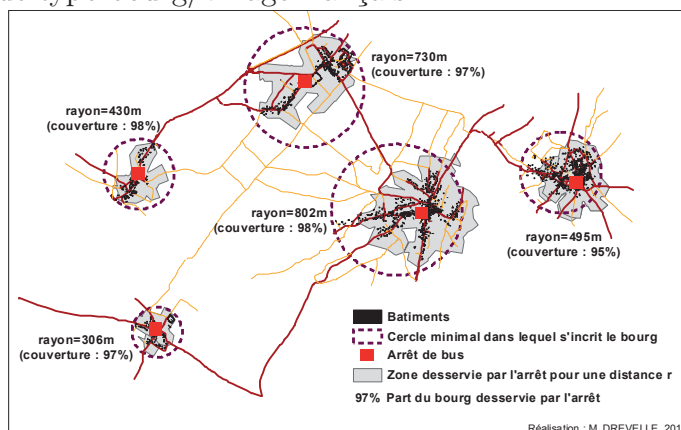 rayon=730m
(couverture : 97%)
rayon=430m
(couverture : 98%)
rayon=802m
(couverture : 98%)
rayon=495m
(couverture : 95%)
rayon=306m
(couverture : 97%)
Batiments
Cercle minimal dans lequel s'incrit le bourg
Arrêt de bus
Zone desservie par l'arrêt pour une distance r
97% Part du bourg desservie par l'arrêt
Réalisation : M. DREVELLE, 201